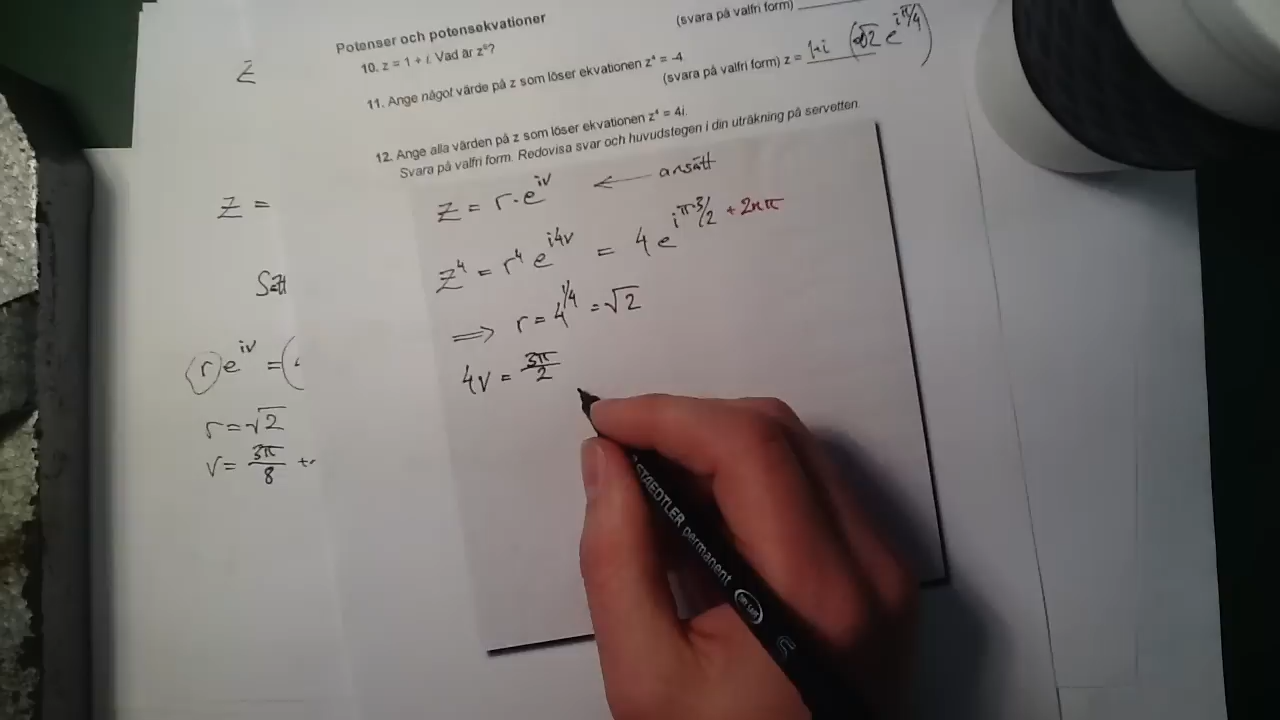 Potenser och potensekvationer
(svara på valfri form)
10. z = 1 + i. Vad är z⁶?
11. Ange något värde på z som löser ekvationen z⁴ = -4
(svara på valfri form) z = 1+i (√2 e^{iπ/4})
12. Ange alla värden på z som löser ekvationen z⁴ = 4i.
Svara på valfri form. Redovisa svar och huvudstegen i din uträkning på servetten.
z = r·e^{iv} ← ansätt
z⁴ = r⁴ e^{i4v} = 4 e^{iπ·3/2 + 2nπ}
⟹ r = 4^{1/4} = √2
4v = 3π/2
z
z =
Sätt
r e^{iv} = (
r = √2
v = 3π/8 +
STAEDTLER permanent
S